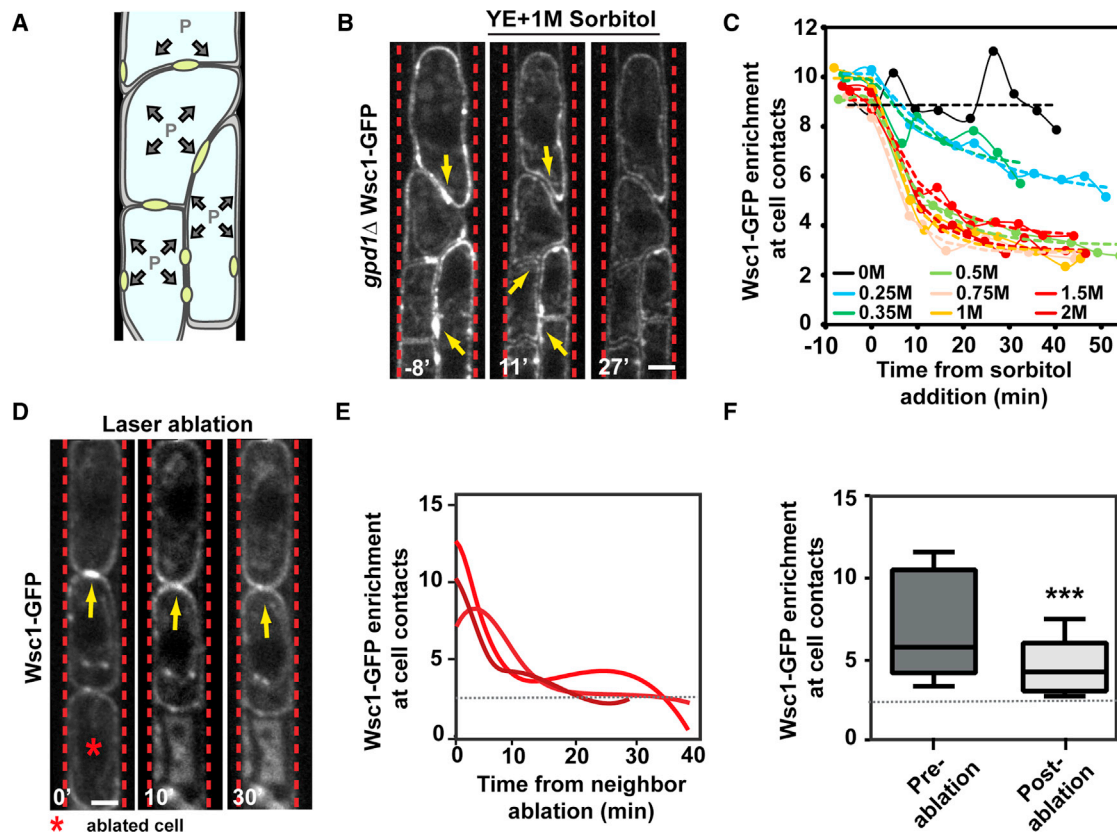 A
P
P
P
P
B
YE+1M Sorbitol
gpd1Δ Wsc1-GFP
-8’
11’
27’
C
Wsc1-GFP enrichment
at cell contacts
12
10
8
6
4
2
0
0M
0.25M
0.35M
0.5M
0.75M
1M
1.5M
2M
-10 0 10 20 30 40 50
Time from sorbitol
addition (min)
D
Laser ablation
Wsc1-GFP
*
0’
10’
30’
* ablated cell
E
Wsc1-GFP enrichment
at cell contacts
15
10
5
0
0 10 20 30 40
Time from neighbor
ablation (min)
F
Wsc1-GFP enrichment
at cell contacts
15
10
5
0
***
Pre-
ablation
Post-
ablation